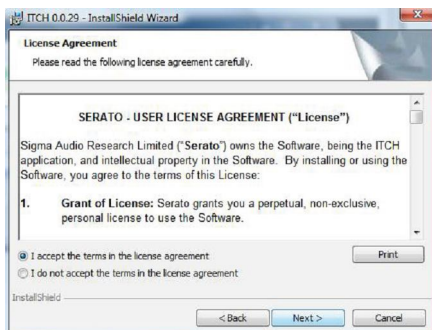 ITCH 0.0.29 - InstallShield Wizard
License Agreement
Please read the following license agreement carefully.
SERATO - USER LICENSE AGREEMENT ("License")
Sigma Audio Research Limited ("Serato") owns the Software, being the ITCH
application, and intellectual property in the Software. By installing or using the
Software, you agree to the terms of this License:
1. Grant of License: Serato grants you a perpetual, non-exclusive,
personal license to use the Software.
I accept the terms in the license agreement
Print
I do not accept the terms in the license agreement
InstallShield
< Back Next > Cancel